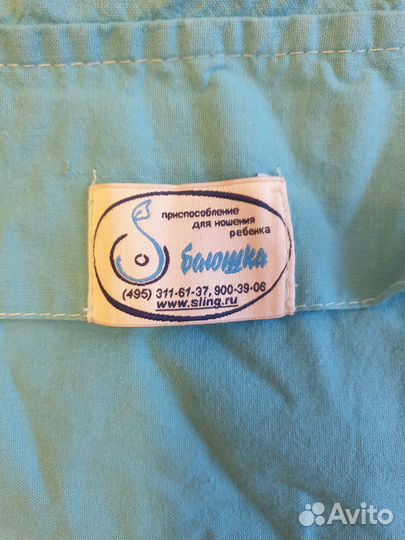 приспособление
для ношения
ребенка
баюшка
(495) 311-61-37, 900-39-06
www.sling.ru
Avito